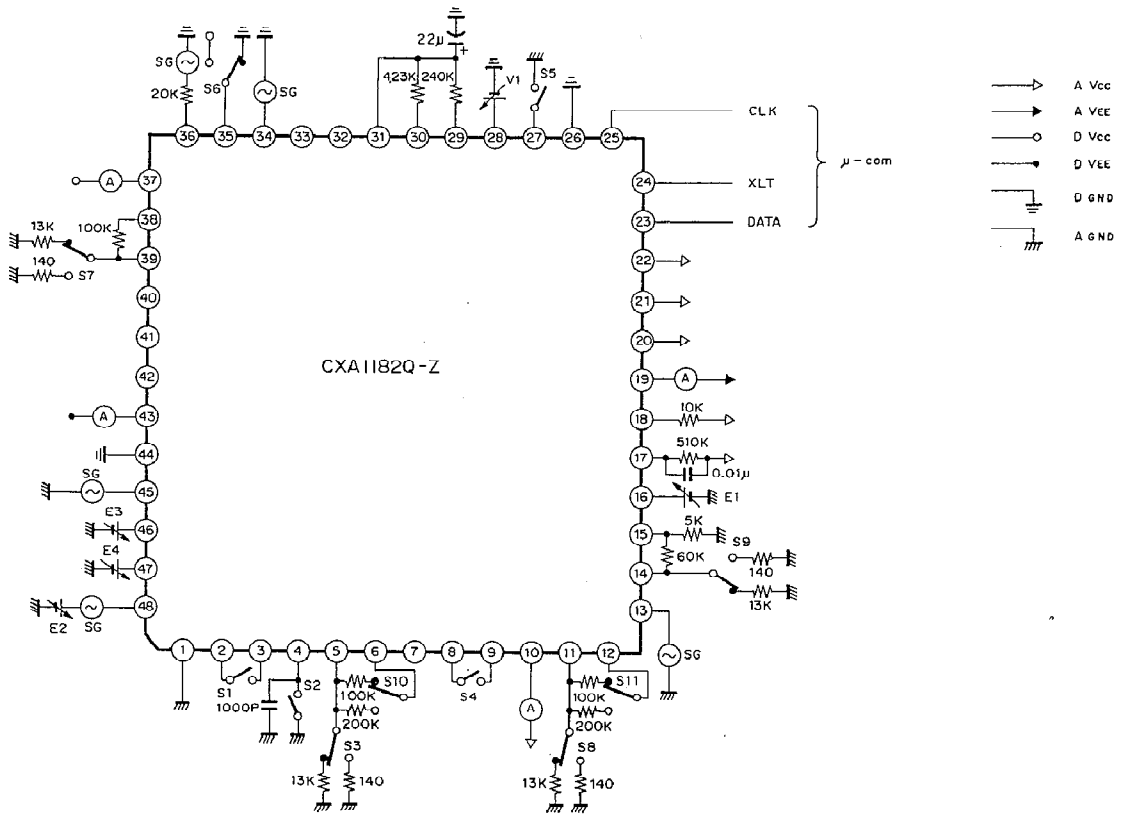 22μ
+
SG
S6
20K
SG
423K
240K
V1
S5
CLK
36
35
34
33
32
31
30
29
28
27
26
25
μ-com
A Vcc
A VEE
D Vcc
D VEE
D GND
A GND
A
37
24
XLT
38
23
DATA
13K
100K
39
22
140
S7
40
21
41
20
CXA1182Q-Z
42
19
A
A
43
18
10K
44
17
510K
0.01μ
SG
45
16
E1
E3
46
15
5K
E4
47
60K
S9
14
140
13K
48
13
E2
SG
SG
1
2
3
4
5
6
7
8
9
10
11
12
S1
S2
1000P
100K
S10
200K
S4
A
100K
S11
200K
S3
S8
13K
140
13K
140